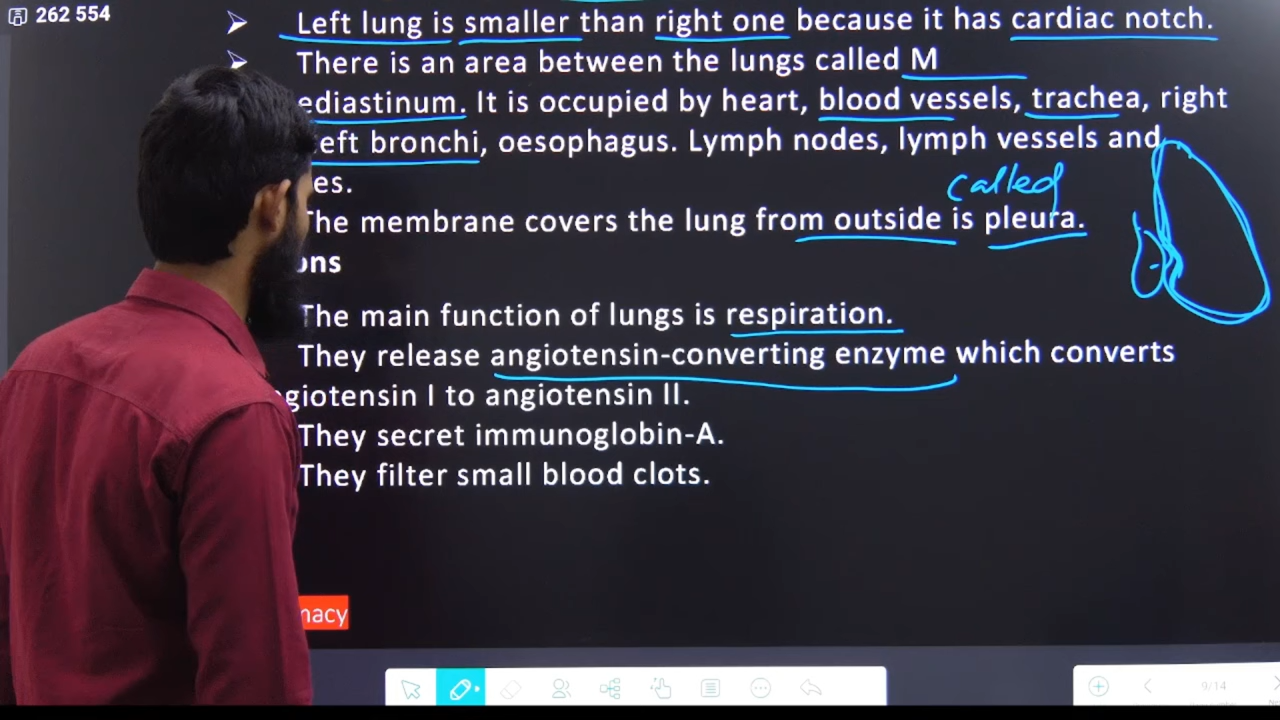 262 554
Left lung is smaller than right one because it has cardiac notch.
There is an area between the lungs called M
ediastinum. It is occupied by heart, blood vessels, trachea, right
eft bronchi, oesophagus. Lymph nodes, lymph vessels and
es.
called
The membrane covers the lung from outside is pleura.
ons
The main function of lungs is respiration.
They release angiotensin-converting enzyme which converts
giotensin I to angiotensin II.
They secret immunoglobin-A.
They filter small blood clots.
macy
9/14